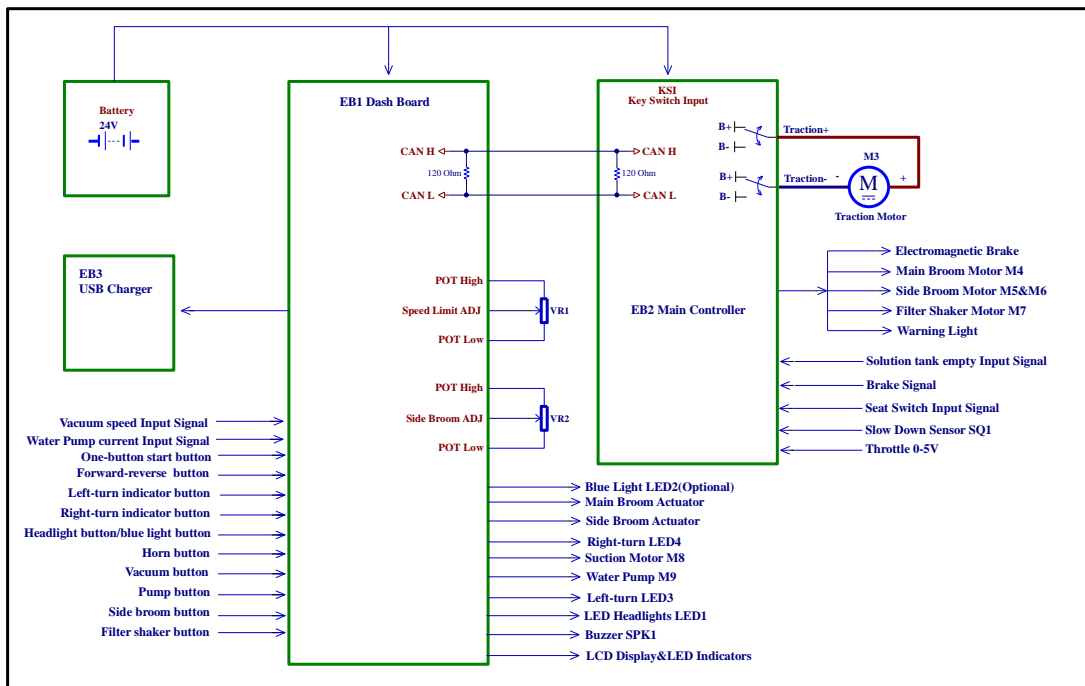 Battery
24V
EB3
USB Charger
Vacuum speed Input Signal
Water Pump current Input Signal
One-button start button
Forward-reverse button
Left-turn indicator button
Right-turn indicator button
Headlight button/blue light button
Horn button
Vacuum button
Pump button
Side broom button
Filter shaker button
EB1 Dash Board
CAN H
120 Ohm
CAN L
POT High
Speed Limit ADJ
VR1
POT Low
POT High
Side Broom ADJ
VR2
POT Low
Blue Light LED2(Optional)
Main Broom Actuator
Side Broom Actuator
Right-turn LED4
Suction Motor M8
Water Pump M9
Left-turn LED3
LED Headlights LED1
Buzzer SPK1
LCD Display&LED Indicators
KSI
Key Switch Input
CAN H
120 Ohm
CAN L
B+
B-
Traction+
B+
B-
Traction-
M3
- M +
Traction Motor
EB2 Main Controller
Electromagnetic Brake
Main Broom Motor M4
Side Broom Motor M5&M6
Filter Shaker Motor M7
Warning Light
Solution tank empty Input Signal
Brake Signal
Seat Switch Input Signal
Slow Down Sensor SQ1
Throttle 0-5V